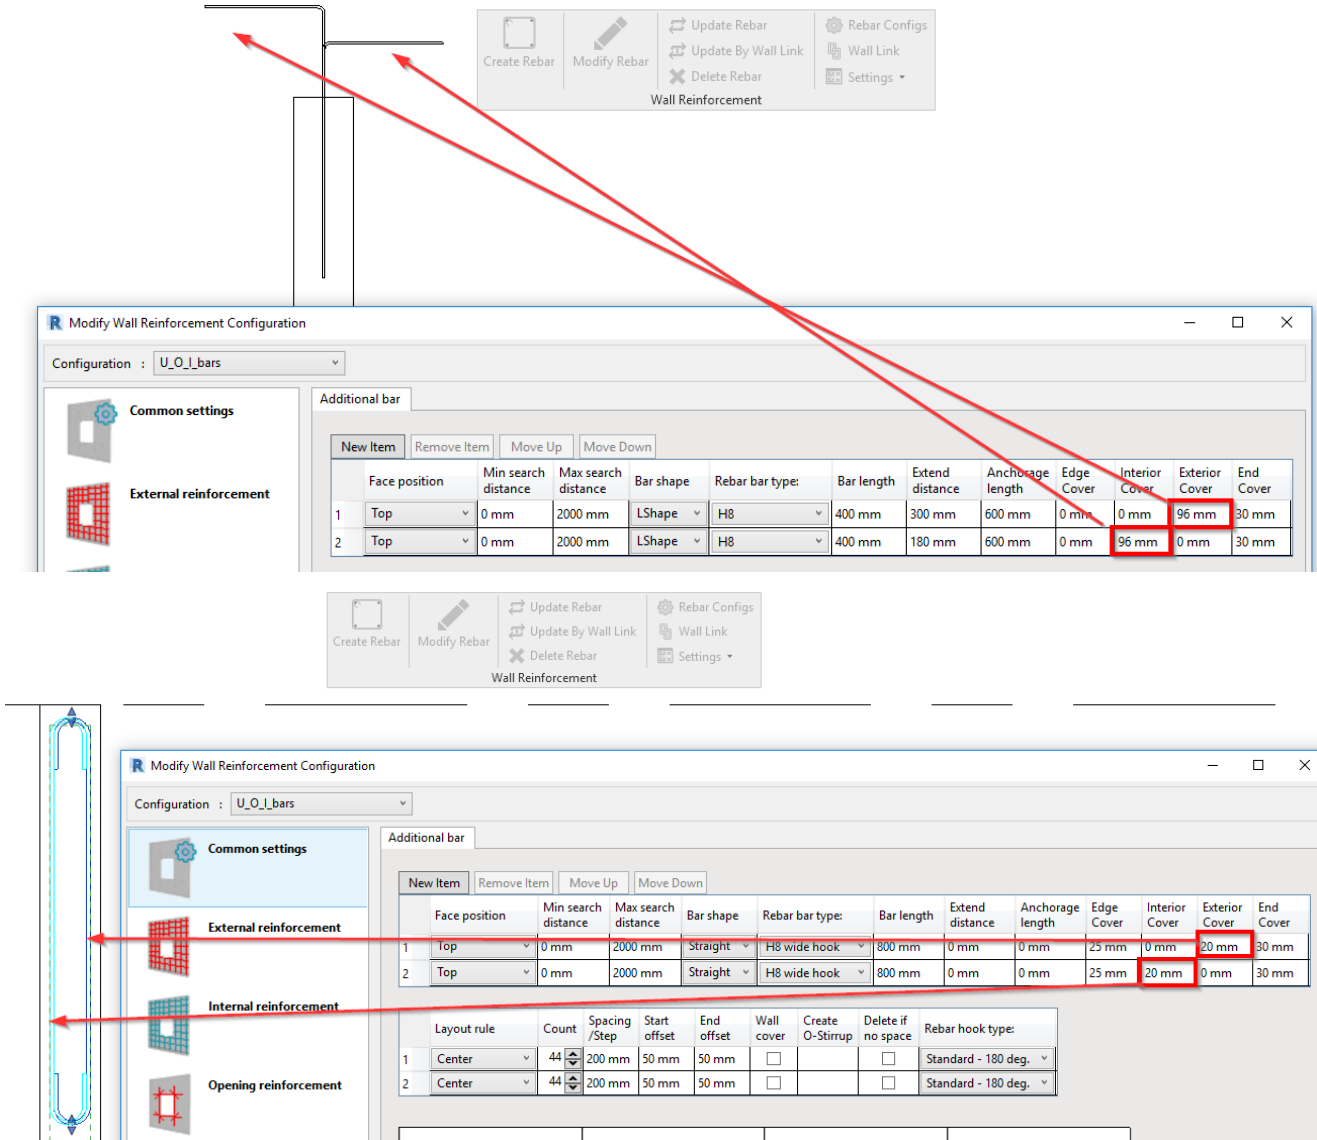 Create Rebar
Modify Rebar
Update Rebar
Update By Wall Link
Delete Rebar
Rebar Configs
Wall Link
Settings
Wall Reinforcement
R Modify Wall Reinforcement Configuration
Configuration : U_O_I_bars
Common settings
External reinforcement
Additional bar
New Item Remove Item Move Up Move Down
Face position Min search distance Max search distance Bar shape Rebar bar type: Bar length Extend distance Anchorage length Edge Cover Interior Cover Exterior Cover End Cover
1 Top 0 mm 2000 mm LShape H8 400 mm 300 mm 600 mm 0 mm 0 mm 96 mm 30 mm
2 Top 0 mm 2000 mm LShape H8 400 mm 180 mm 600 mm 0 mm 96 mm 0 mm 30 mm
Create Rebar
Modify Rebar
Update Rebar
Update By Wall Link
Delete Rebar
Rebar Configs
Wall Link
Settings
Wall Reinforcement
R Modify Wall Reinforcement Configuration
Configuration : U_O_I_bars
Common settings
External reinforcement
Internal reinforcement
Opening reinforcement
Additional bar
New Item Remove Item Move Up Move Down
Face position Min search distance Max search distance Bar shape Rebar bar type: Bar length Extend distance Anchorage length Edge Cover Interior Cover Exterior Cover End Cover
1 Top 0 mm 2000 mm Straight H8 wide hook 800 mm 0 mm 0 mm 25 mm 0 mm 20 mm 30 mm
2 Top 0 mm 2000 mm Straight H8 wide hook 800 mm 0 mm 0 mm 25 mm 20 mm 0 mm 30 mm
Layout rule Count Spacing /Step Start offset End offset Wall cover Create O-Stirrup Delete if no space Rebar hook type:
1 Center 44 200 mm 50 mm 50 mm Standard - 180 deg.
2 Center 44 200 mm 50 mm 50 mm Standard - 180 deg.